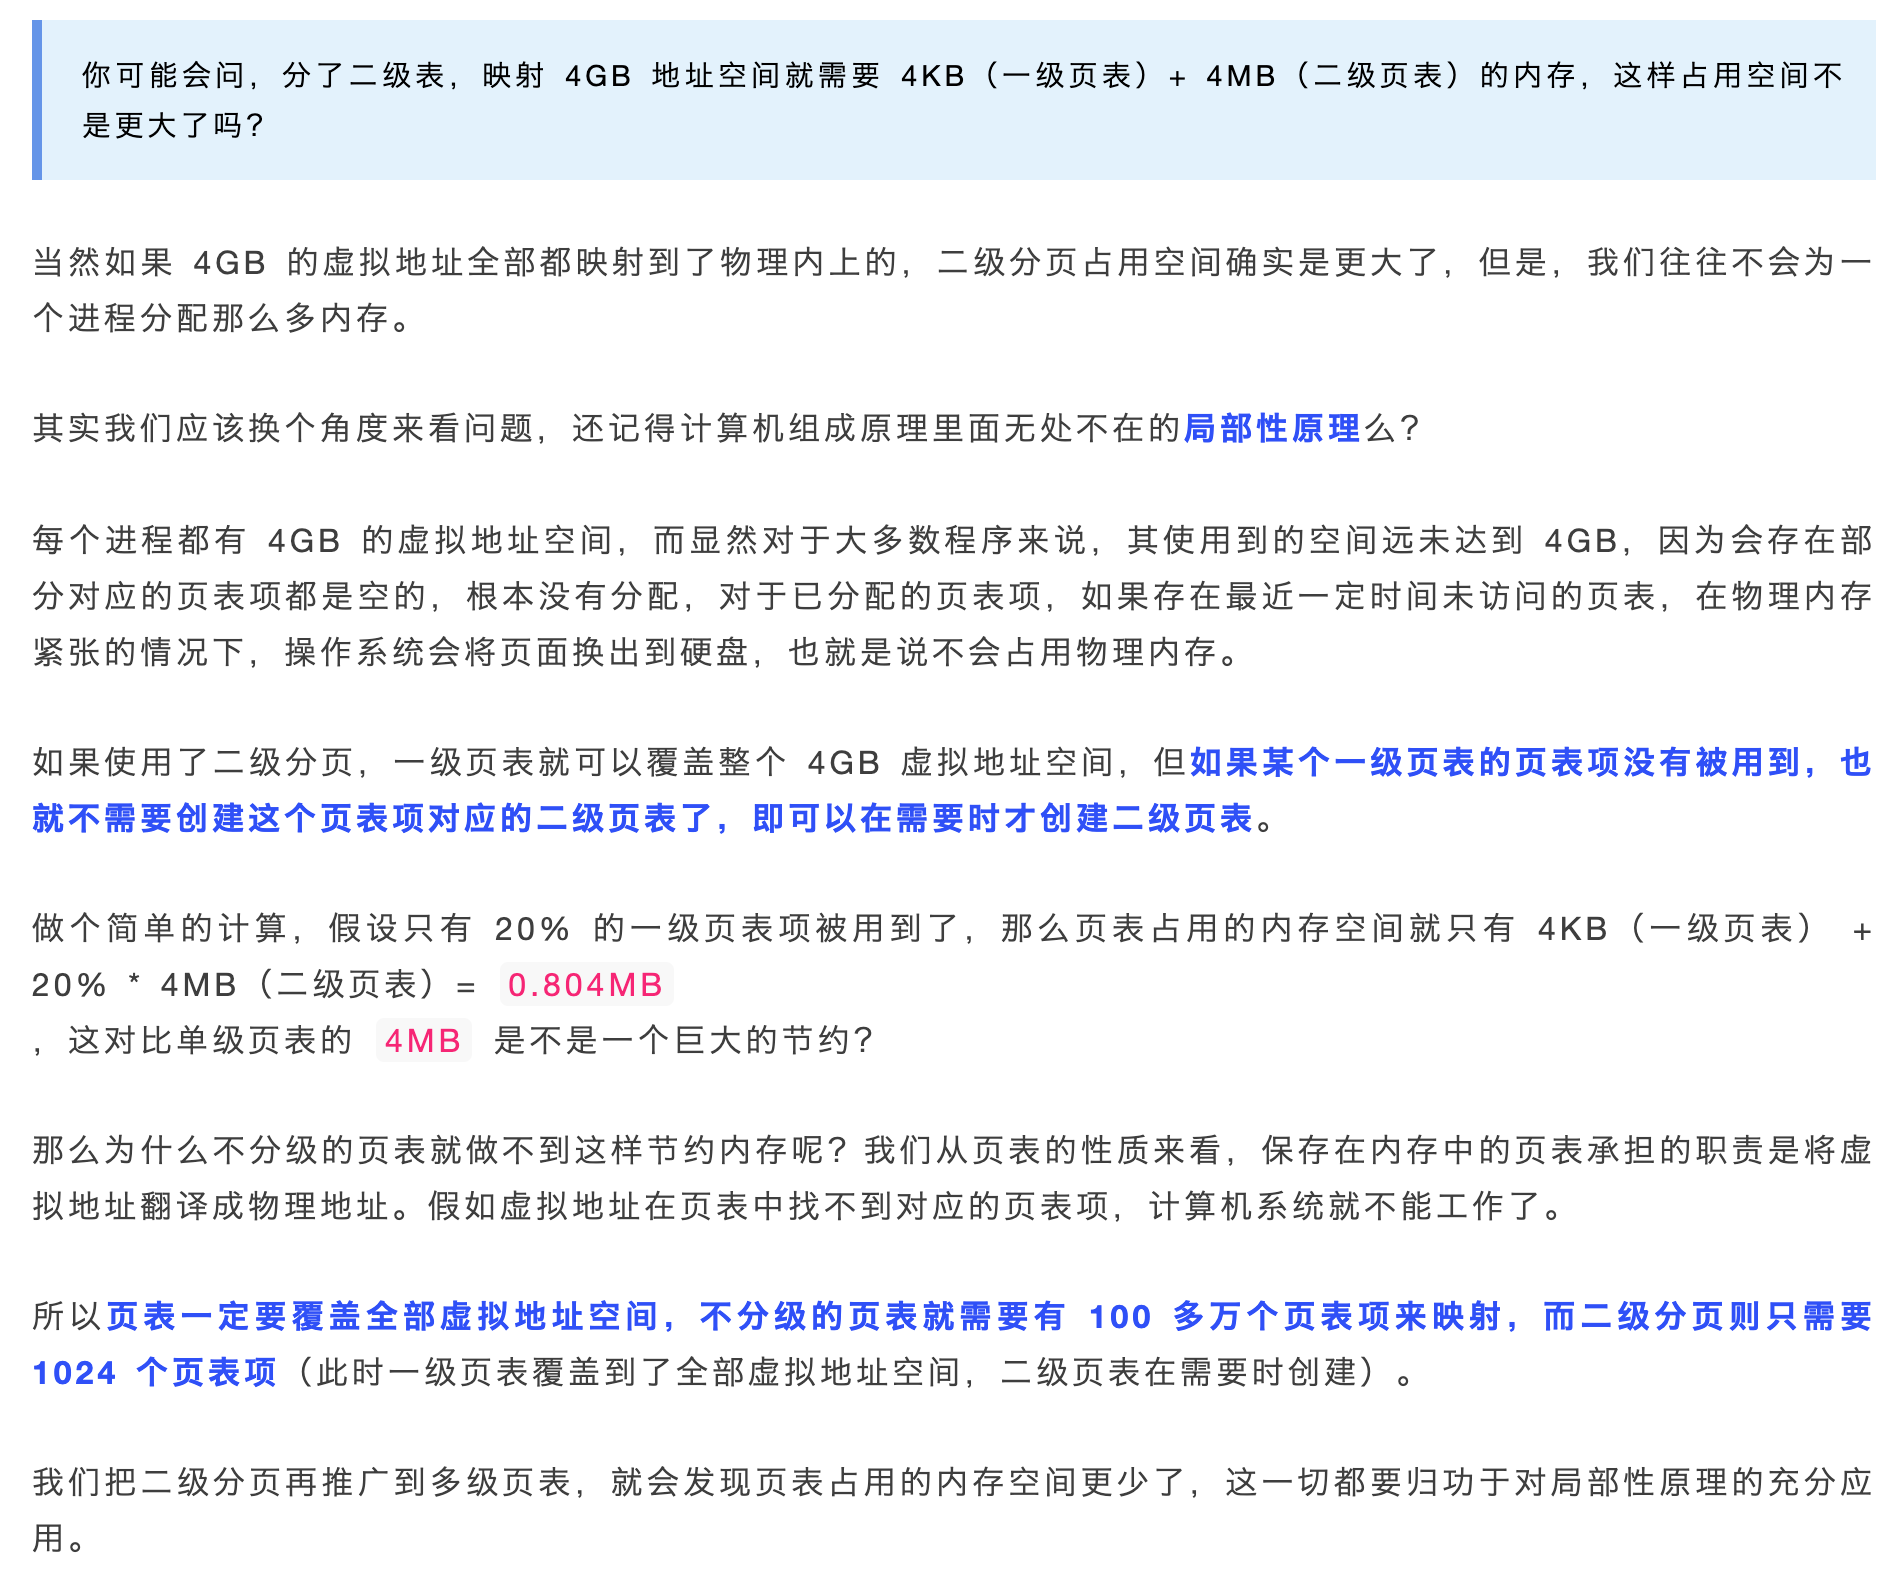 你可能会问，分了二级表，映射 4GB 地址空间就需要 4KB（一级页表）+ 4MB（二级页表）的内存，这样占用空间不
是更大了吗？
当然如果 4GB 的虚拟地址全部都映射到了物理内上的，二级分页占用空间确实是更大了，但是，我们往往不会为一
个进程分配那么多内存。
其实我们应该换个角度来看问题，还记得计算机组成原理里面无处不在的局部性原理么？
每个进程都有 4GB 的虚拟地址空间，而显然对于大多数程序来说，其使用到的空间远未达到 4GB，因为会存在部
分对应的页表项都是空的，根本没有分配，对于已分配的页表项，如果存在最近一定时间未访问的页表，在物理内存
紧张的情况下，操作系统会将页面换出到硬盘，也就是说不会占用物理内存。
如果使用了二级分页，一级页表就可以覆盖整个 4GB 虚拟地址空间，但如果某个一级页表的页表项没有被用到，也
就不需要创建这个页表项对应的二级页表了，即可以在需要时才创建二级页表。
做个简单的计算，假设只有 20% 的一级页表项被用到了，那么页表占用的内存空间就只有 4KB（一级页表） +
20% * 4MB（二级页表）= 0.804MB
，这对比单级页表的 4MB 是不是一个巨大的节约？
那么为什么不分级的页表就做不到这样节约内存呢？我们从页表的性质来看，保存在内存中的页表承担的职责是将虚
拟地址翻译成物理地址。假如虚拟地址在页表中找不到对应的页表项，计算机系统就不能工作了。
所以页表一定要覆盖全部虚拟地址空间，不分级的页表就需要有 100 多万个页表项来映射，而二级分页则只需要
1024 个页表项（此时一级页表覆盖到了全部虚拟地址空间，二级页表在需要时创建）。
我们把二级分页再推广到多级页表，就会发现页表占用的内存空间更少了，这一切都要归功于对局部性原理的充分应
用。